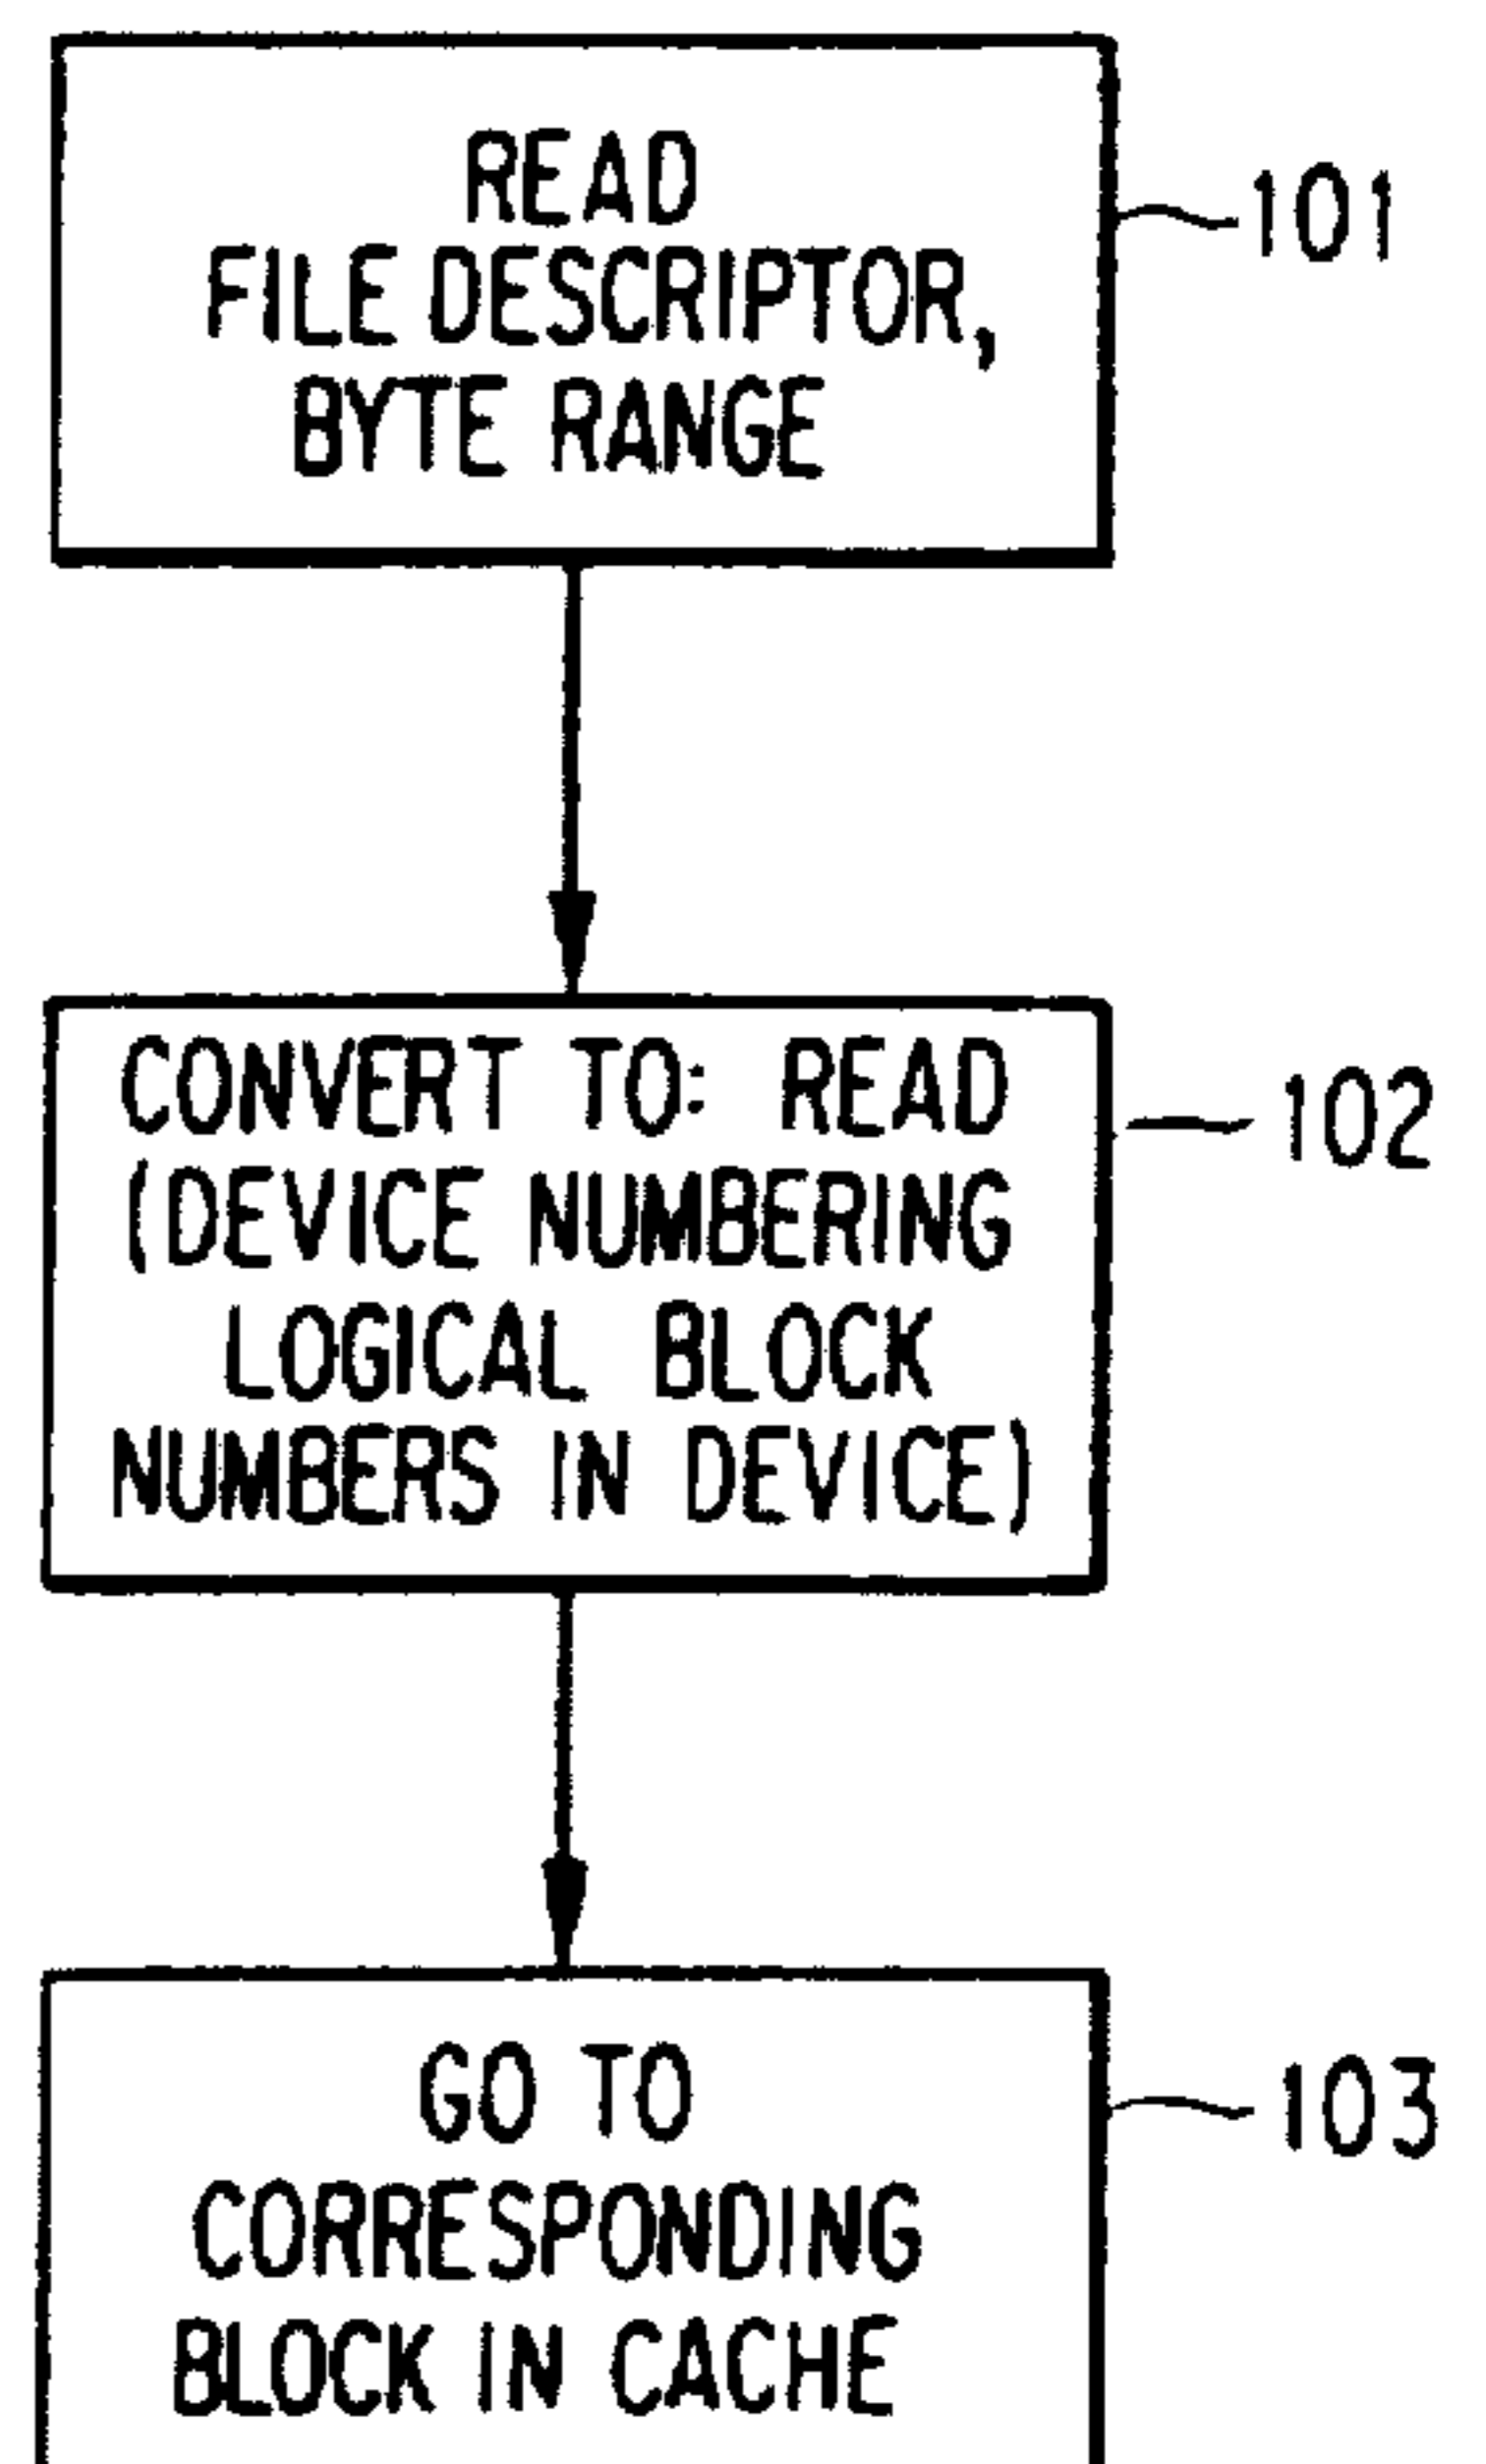 READ
FILE DESCRIPTOR,
BYTE RANGE
101
CONVERT TO: READ
(DEVICE NUMBERING
LOGICAL BLOCK
NUMBERS IN DEVICE)
102
GO TO
CORRESPONDING
BLOCK IN CACHE
103